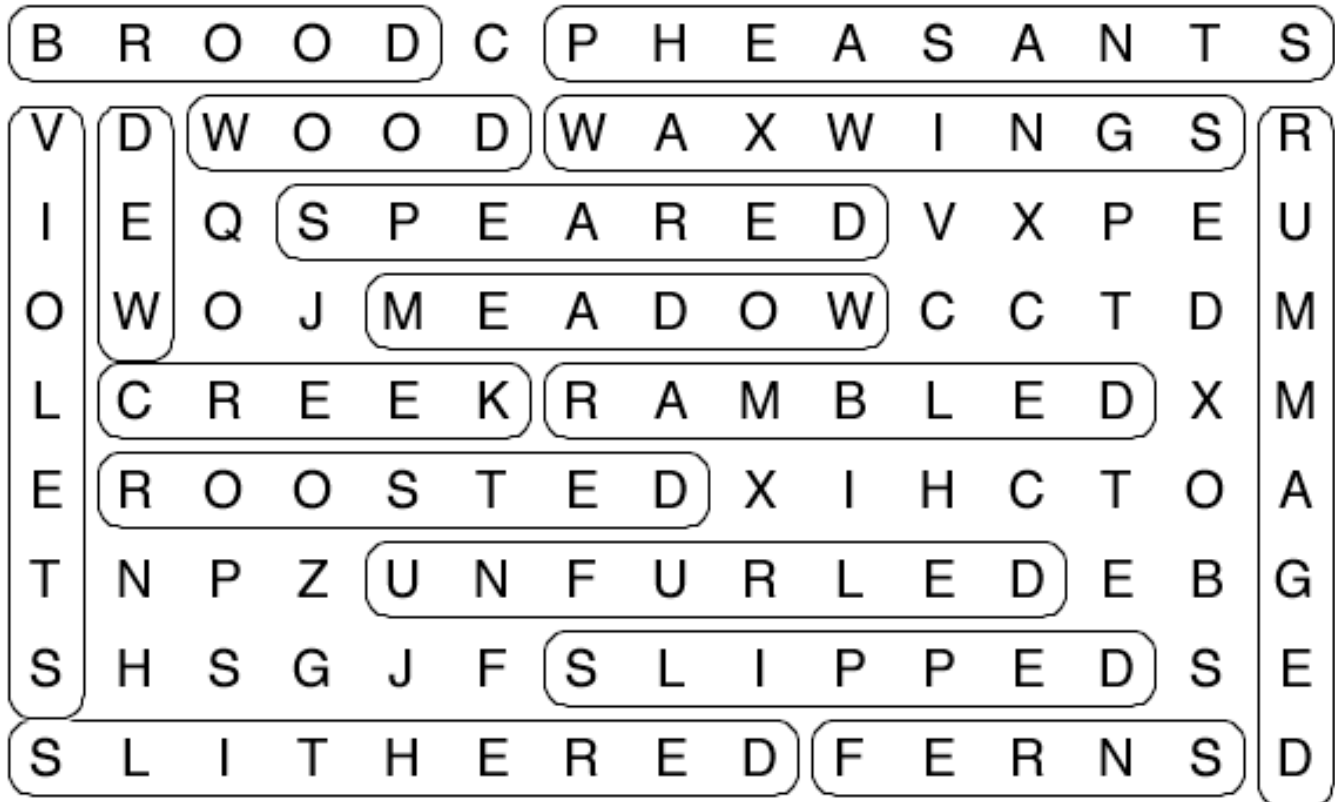 B R O O D C P H E A S A N T S
V D W O O D W A X W I N G S R
I E Q S P E A R E D V X P E U
O W O J M E A D O W C C T D M
L C R E E K R A M B L E D X M
E R O O S T E D X I H C T O A
T N P Z U N F U R L E D E B G
S H S G J F S L I P P E D S E
S L I T H E R E D F E R N S D